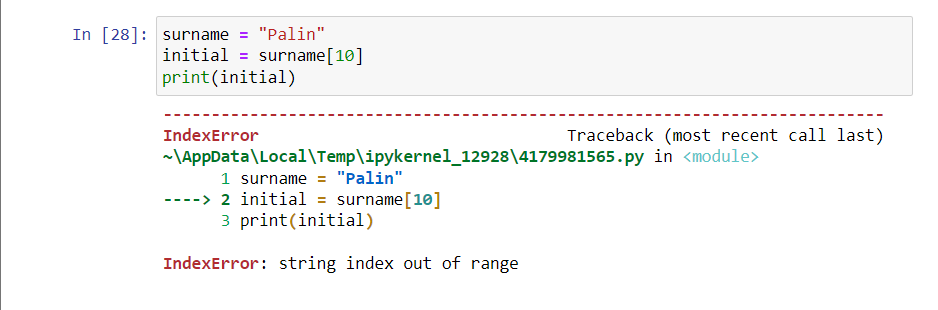 In [28]: surname = "Palin"
initial = surname[10]
print(initial)
---------------------------------------------------------------------------
IndexError                                Traceback (most recent call last)
~\AppData\Local\Temp\ipykernel_12928\4179981565.py in <module>
      1 surname = "Palin"
----> 2 initial = surname[10]
      3 print(initial)
IndexError: string index out of range